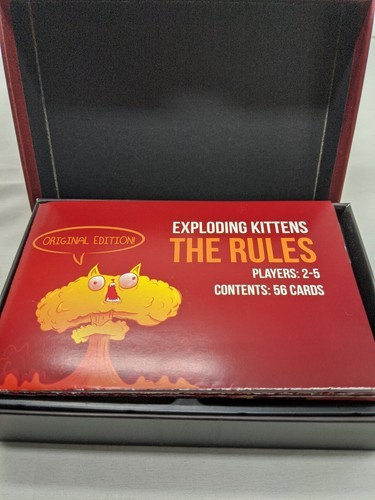 ORIGINAL EDITION!
EXPLODING KITTENS
THE RULES
PLAYERS: 2-5
CONTENTS: 56 CARDS